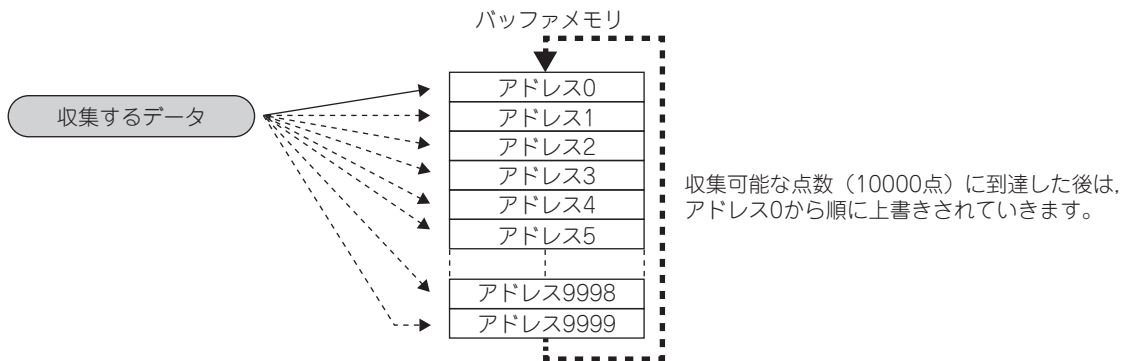 バッファメモリ
収集するデータ
アドレス0
アドレス1
アドレス2
アドレス3
アドレス4
アドレス5
アドレス9998
アドレス9999
収集可能な点数（10000点）に到達した後は,
アドレス0から順に上書きされていきます。